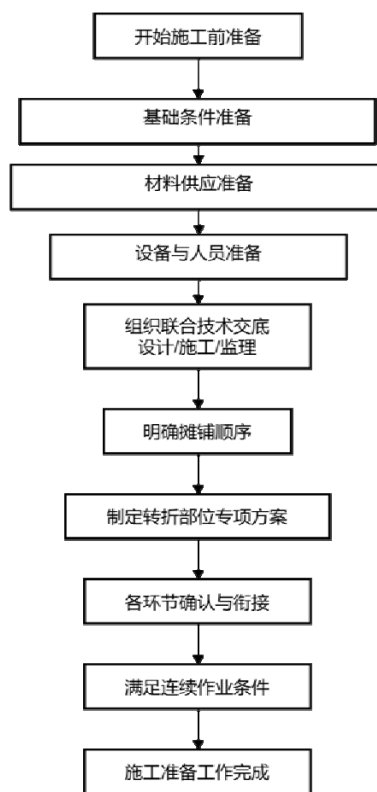 开始施工前准备
基础条件准备
材料供应准备
设备与人员准备
组织联合技术交底
设计/施工/监理
明确摊铺顺序
制定转折部位专项方案
各环节确认与衔接
满足连续作业条件
施工准备工作完成